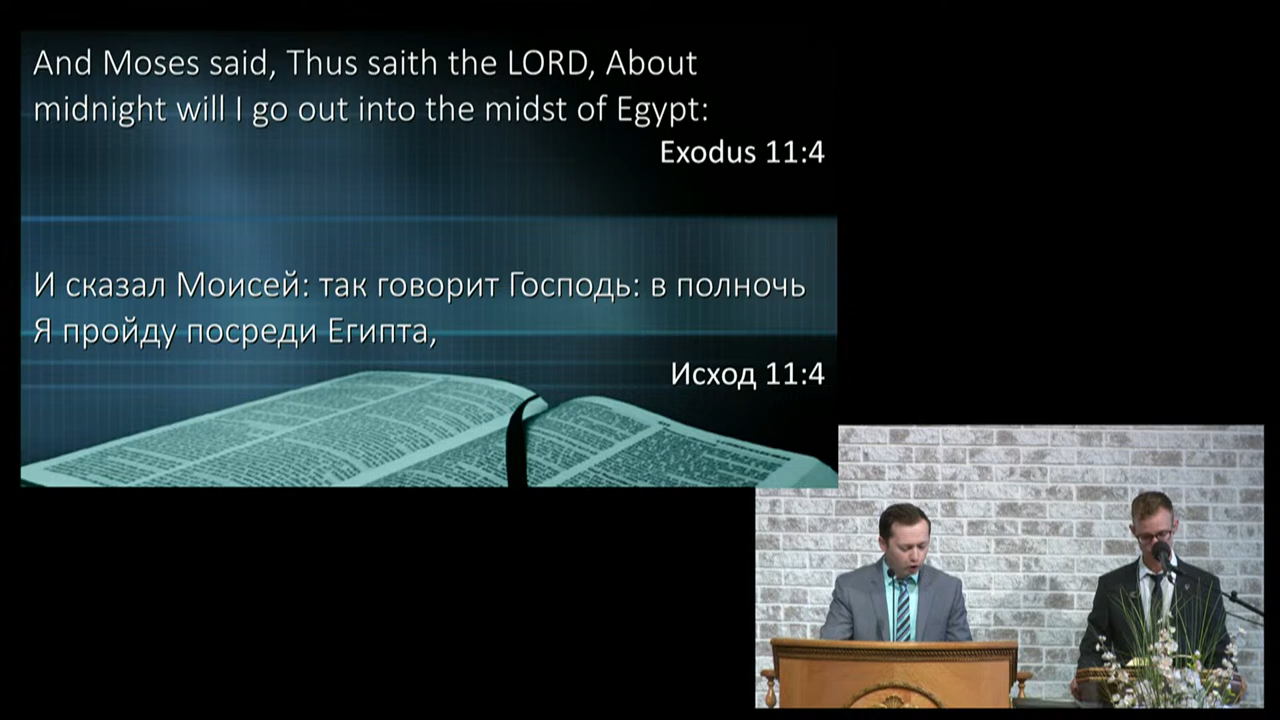 And Moses said, Thus saith the LORD, About
midnight will I go out into the midst of Egypt:
Exodus 11:4
И сказал Моисей: так говорит Господь: в полночь
Я пройду посреди Египта,
Исход 11:4